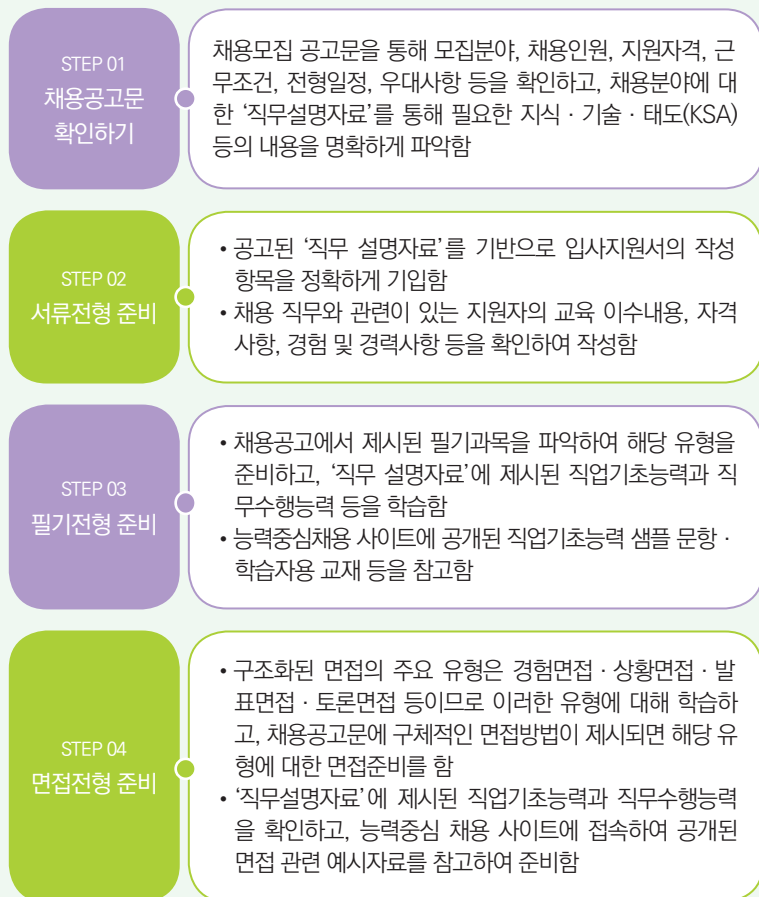 STEP 01
채용공고문
확인하기
채용모집 공고문을 통해 모집분야, 채용인원, 지원자격, 근
무조건, 전형일정, 우대사항 등을 확인하고, 채용분야에 대
한 ‘직무설명자료’를 통해 필요한 지식 · 기술 · 태도(KSA)
등의 내용을 명확하게 파악함
STEP 02
서류전형 준비
• 공고된 ‘직무 설명자료’를 기반으로 입사지원서의 작성
항목을 정확하게 기입함
• 채용 직무와 관련이 있는 지원자의 교육 이수내용, 자격
사항, 경험 및 경력사항 등을 확인하여 작성함
STEP 03
필기전형 준비
• 채용공고에서 제시된 필기과목을 파악하여 해당 유형을
준비하고, ‘직무 설명자료’에 제시된 직업기초능력과 직
무수행능력 등을 학습함
• 능력중심채용 사이트에 공개된 직업기초능력 샘플 문항 ·
학습자용 교재 등을 참고함
STEP 04
면접전형 준비
• 구조화된 면접의 주요 유형은 경험면접 · 상황면접 · 발
표면접 · 토론면접 등이므로 이러한 유형에 대해 학습하
고, 채용공고문에 구체적인 면접방법이 제시되면 해당 유
형에 대한 면접준비를 함
• ‘직무설명자료’에 제시된 직업기초능력과 직무수행능력
을 확인하고, 능력중심 채용 사이트에 접속하여 공개된
면접 관련 예시자료를 참고하여 준비함